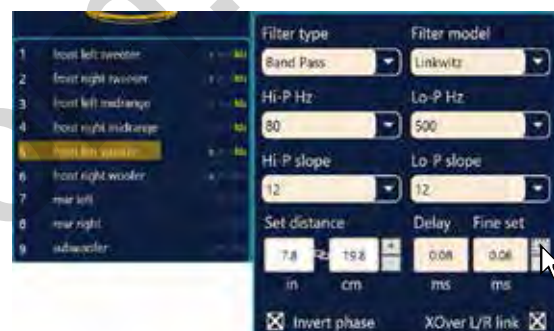 1 front left tweeter
2 front right tweeter
3 front left midrange
4 front right midrange
5 front left woofer
6 front right woofer
7 rear left
8 rear right
9 subwoofer
Filter type Filter model
Band Pass Linkwitz
Hi-P Hz Lo-P Hz
80 500
Hi-P slope Lo-P slope
12 12
Set distance Delay Fine set
7.8 19.8 0.08 0.06
in cm ms ms
Invert phase XOver L/R link